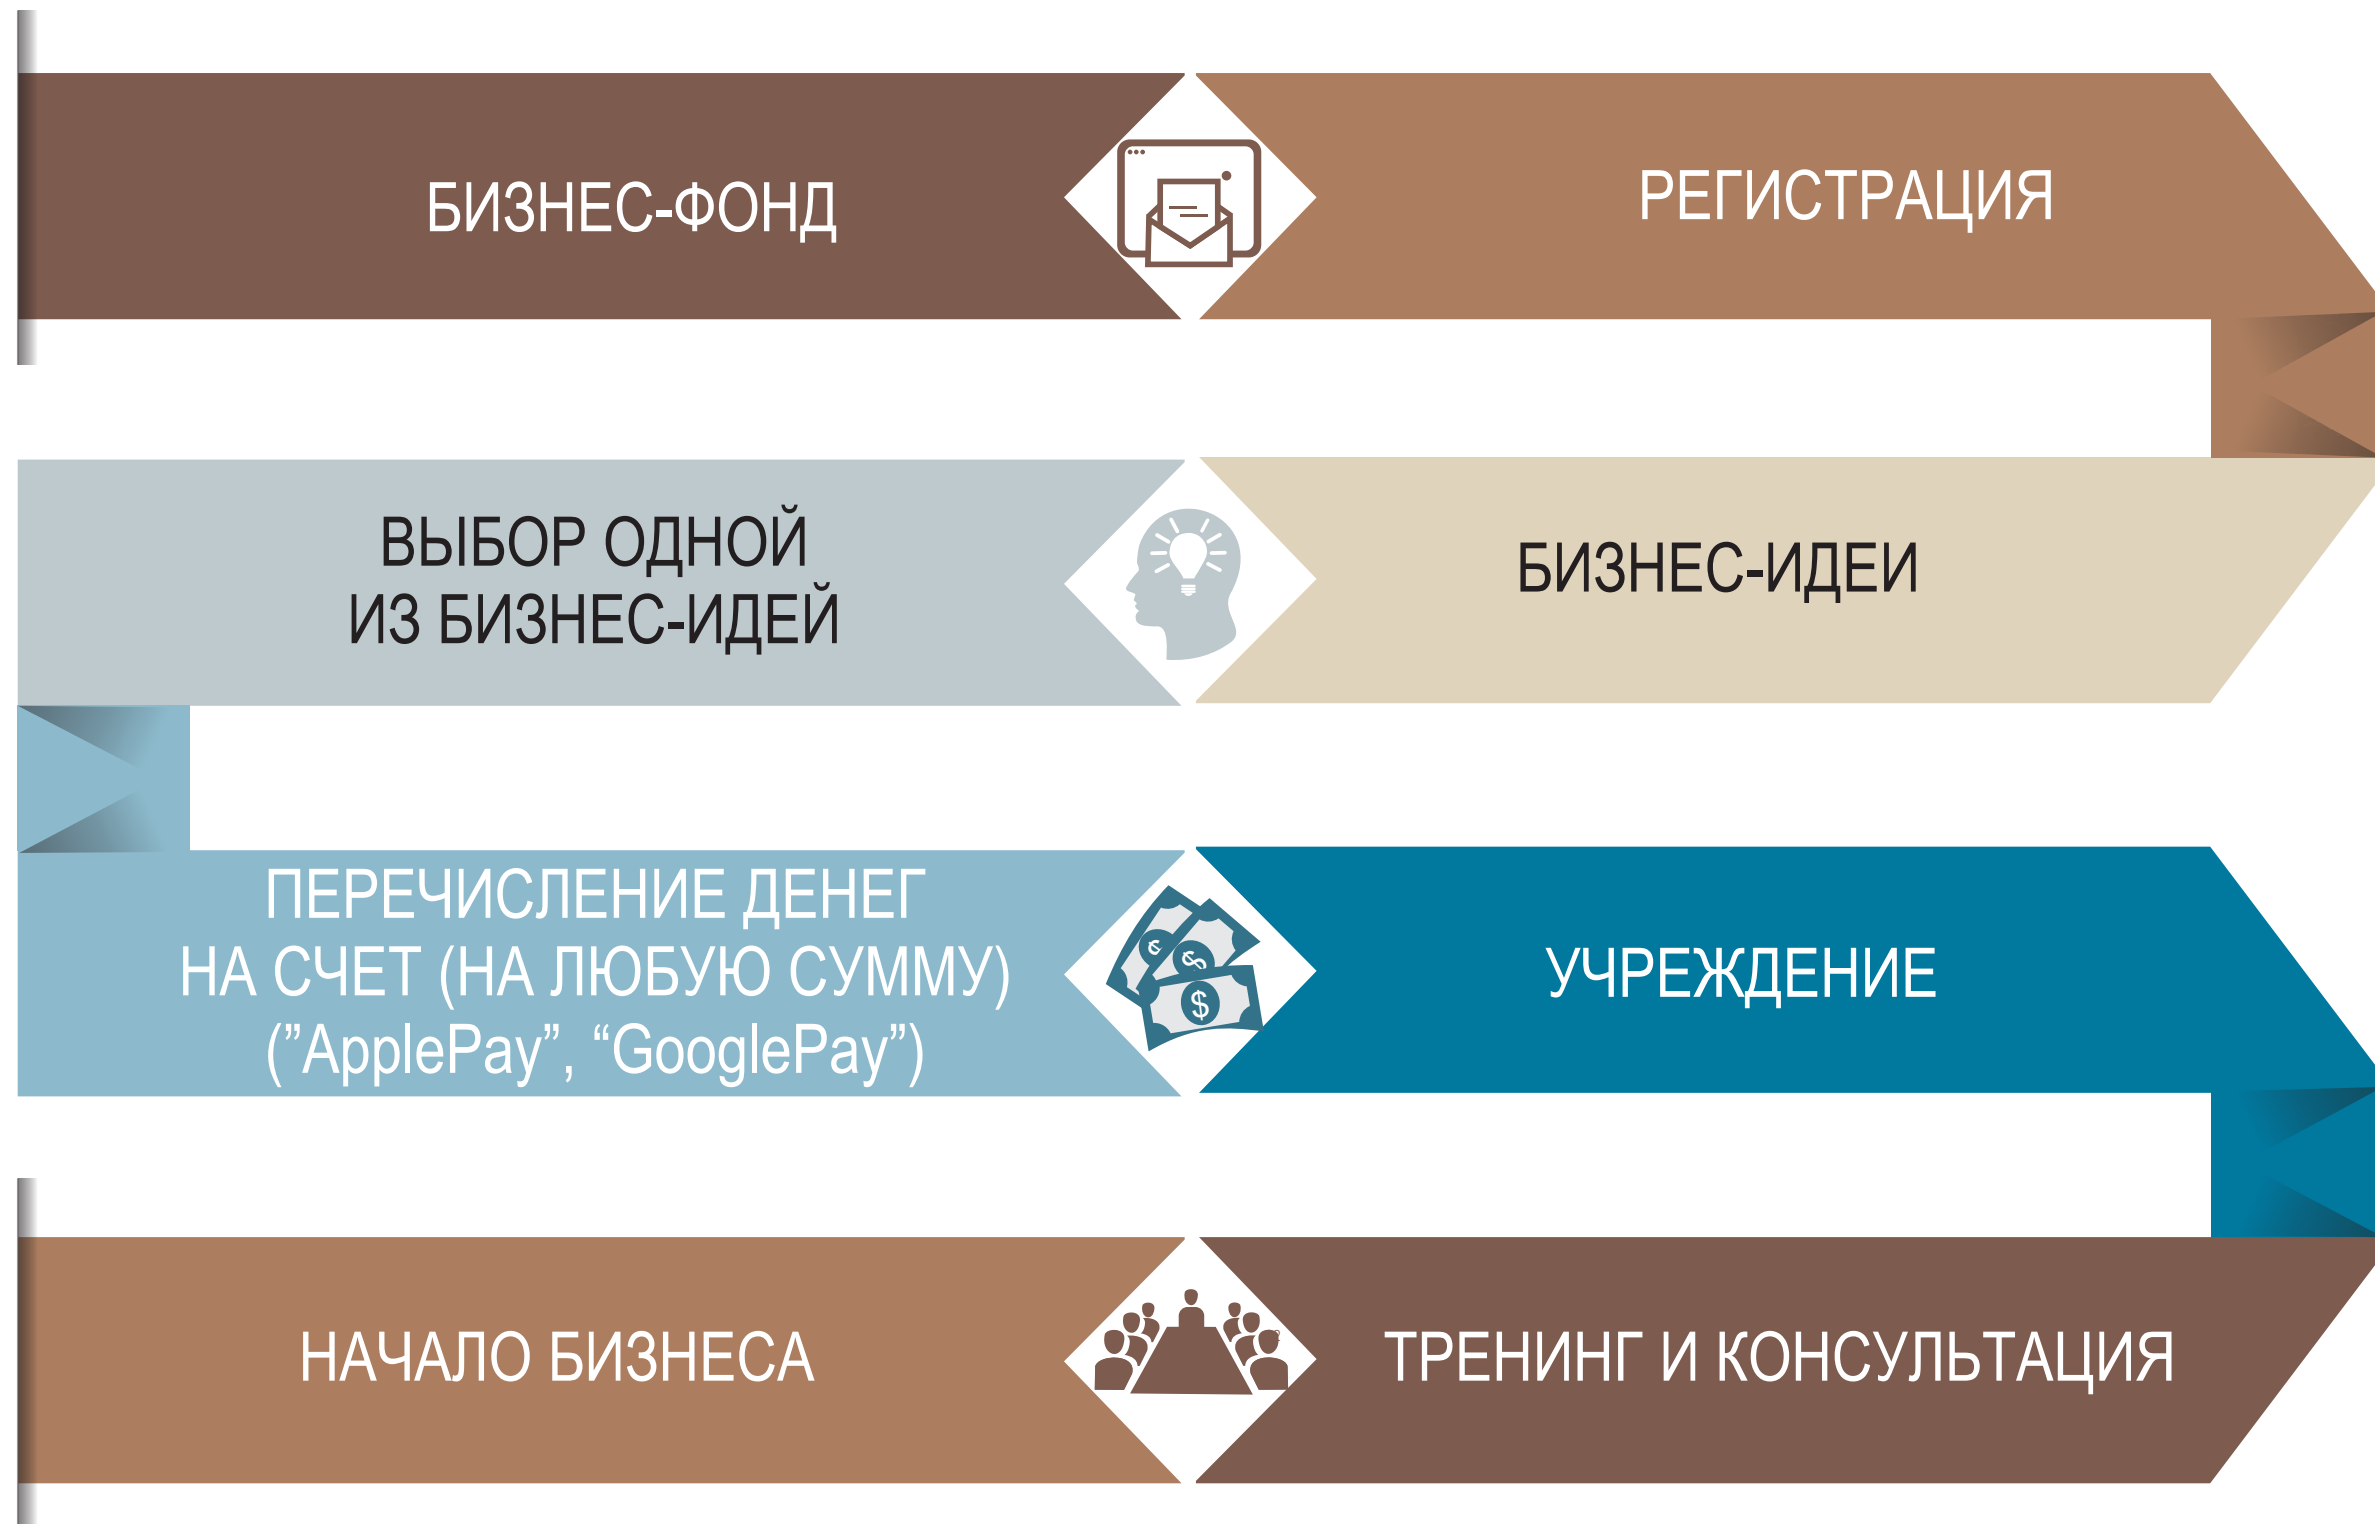 БИЗНЕС-ФОНД
РЕГИСТРАЦИЯ
ВЫБОР ОДНОЙ
ИЗ БИЗНЕС-ИДЕЙ
БИЗНЕС-ИДЕИ
ПЕРЕЧИСЛЕНИЕ ДЕНЕГ
НА СЧЕТ (НА ЛЮБУЮ СУММУ)
(”ApplePay”, “GooglePay”)
УЧРЕЖДЕНИЕ
НАЧАЛО БИЗНЕСА
ТРЕНИНГ И КОНСУЛЬТАЦИЯ